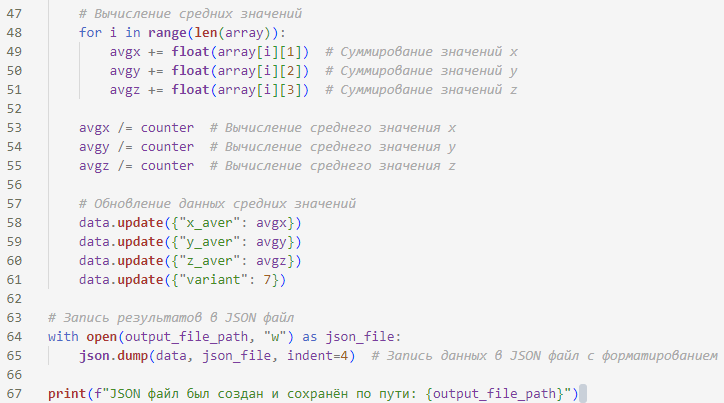 47 # Вычисление средних значений
48 for i in range(len(array)):
49 avgx += float(array[i][1]) # Суммирование значений x
50 avgy += float(array[i][2]) # Суммирование значений y
51 avgz += float(array[i][3]) # Суммирование значений z
52
53 avgx /= counter # Вычисление среднего значения x
54 avgy /= counter # Вычисление среднего значения y
55 avgz /= counter # Вычисление среднего значения z
56
57 # Обновление данных средних значений
58 data.update({"x_aver": avgx})
59 data.update({"y_aver": avgy})
60 data.update({"z_aver": avgz})
61 data.update({"variant": 7})
62
63 # Запись результатов в JSON файл
64 with open(output_file_path, "w") as json_file:
65 json.dump(data, json_file, indent=4) # Запись данных в JSON файл с форматированием
66
67 print(f"JSON файл был создан и сохранён по пути: {output_file_path}")